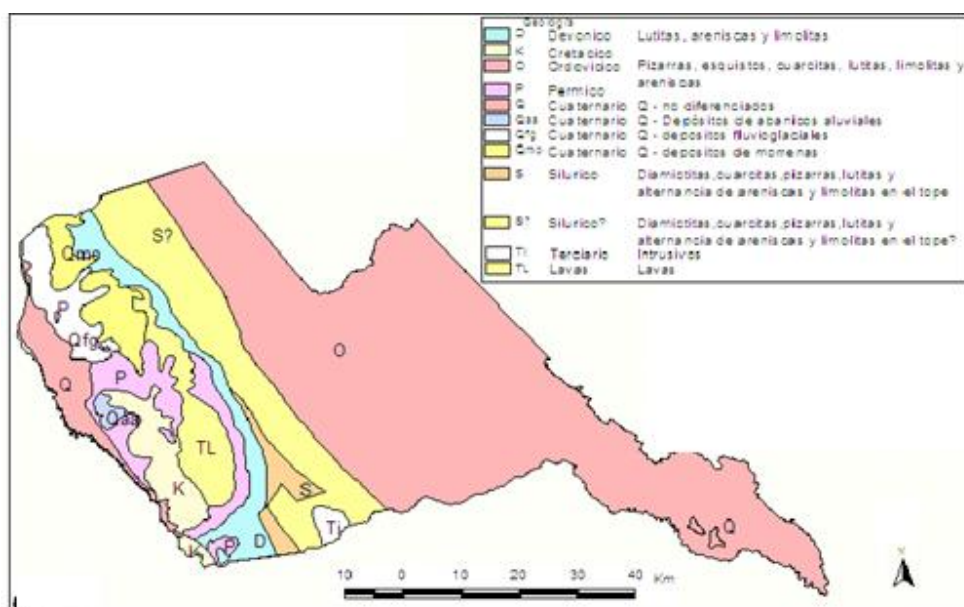 Geología
D Devonico Lutitas, areniscas y limolitas
K Cretacico
O Ordovicico Pizarras, esquistos, cuarcitas, lutitas, limolitas y
areniscas
P Permico
Q Cuaternario Q - no diferenciados
Qaa Cuaternario Q - Depósitos de abanicos aluviales
Qfg Cuaternario Q - depositos fluvioglaciales
Qmo Cuaternario Q - depositos de morrenas
S Silurico Diamictitas,cuarcitas,pizarras,lutitas y
alternancia de areniscas y limolitas en el tope
S? Silurico? Diamictitas,cuarcitas,pizarras,lutitas y
alternancia de areniscas y limolitas en el tope?
Ti Terciario Intrusivos
TL Lavas Lavas
S?
Qmo
P
O
Qfg
Q
P
Qaa
TL
K
S
Q
Ti
K
P
D
10 0 10 20 30 40 Km